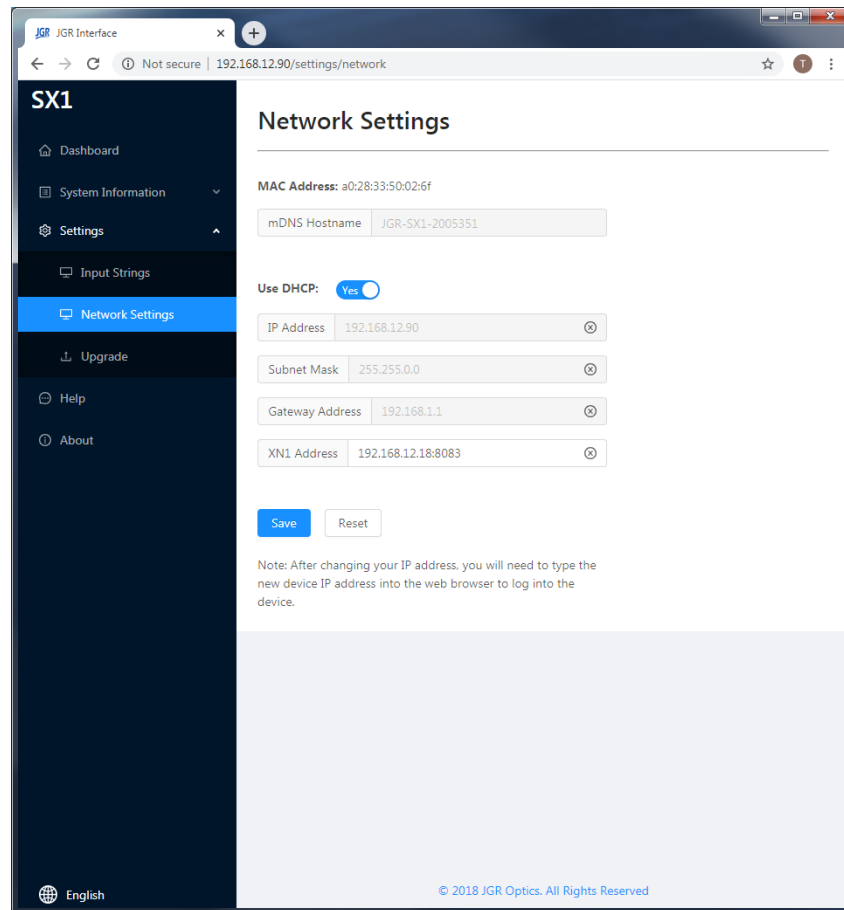 JGR JGR Interface
Not secure | 192.168.12.90/settings/network
T
SX1
Dashboard
System Information
Settings
Input Strings
Network Settings
Upgrade
Help
About
English
Network Settings
MAC Address: a0:28:33:50:02:6f
mDNS Hostname JGR-SX1-2005351
Use DHCP: Yes
IP Address 192.168.12.90
Subnet Mask 255.255.0.0
Gateway Address 192.168.1.1
XN1 Address 192.168.12.18:8083
Save Reset
Note: After changing your IP address, you will need to type the
new device IP address into the web browser to log into the
device.
© 2018 JGR Optics. All Rights Reserved